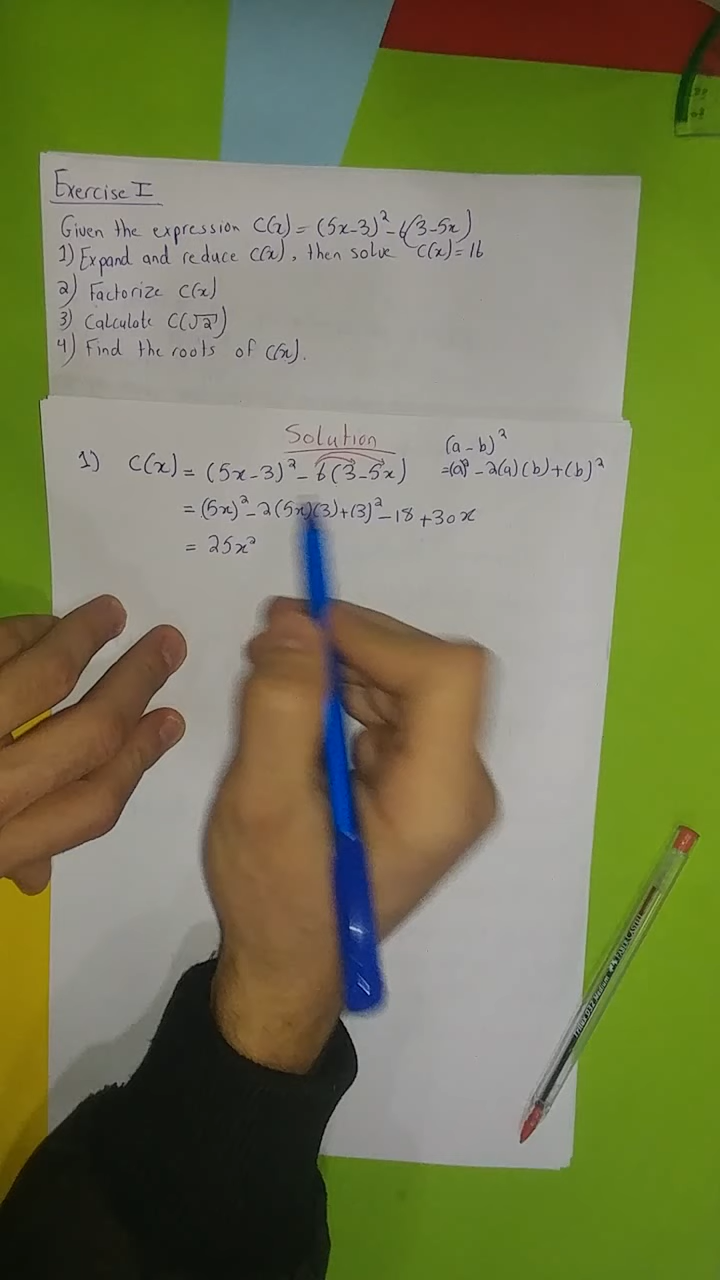 Exercise I
Given the expression C(x) = (5x-3)² - 6(3-5x)
1) Expand and reduce C(x), then solve C(x)=16
2) Factorize C(x)
3) Calculate C(√2)
4) Find the roots of C(x).
Solution
(a-b)²
1) C(x) = (5x-3)² - 6(3-5x) =(a)² - 2(a)(b)+(b)²
= (5x)² - 2(5x)(3)+(3)² - 18 + 30x
= 25x²